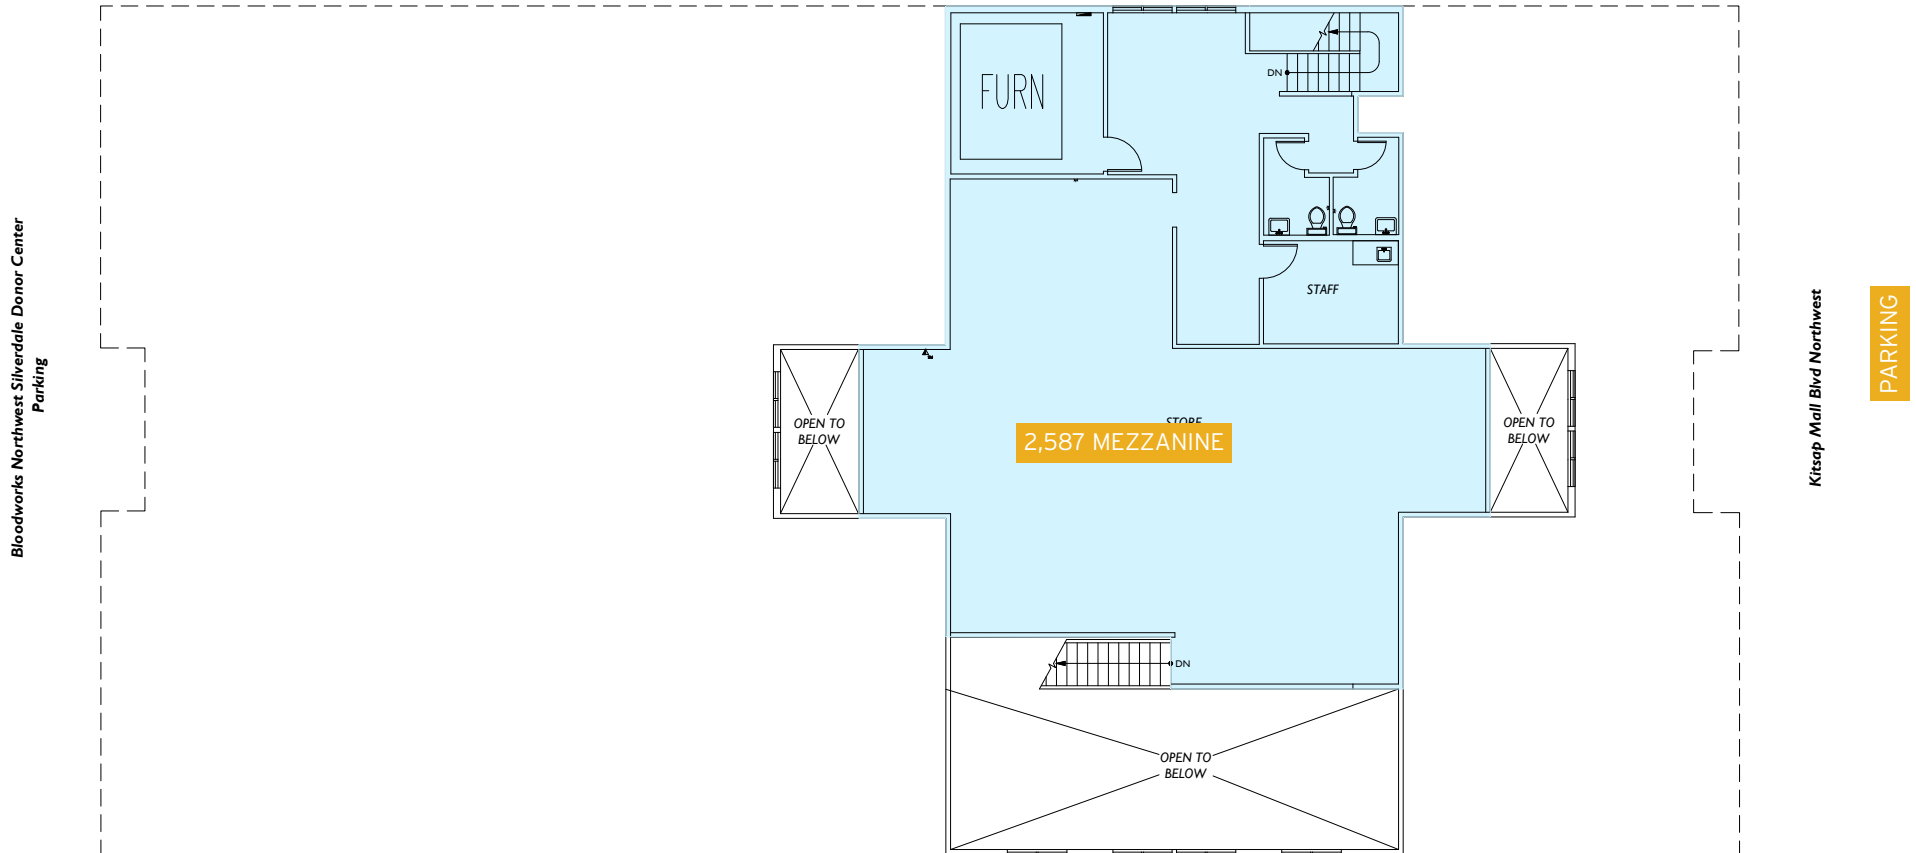 FURN
DN
STAFF
OPEN TO
BELOW
STORE
2,587 MEZZANINE
OPEN TO
BELOW
DN
OPEN TO
BELOW
Bloodworks Northwest Silverdale Donor Center
Parking
Kitsap Mall Blvd Northwest
PARKING